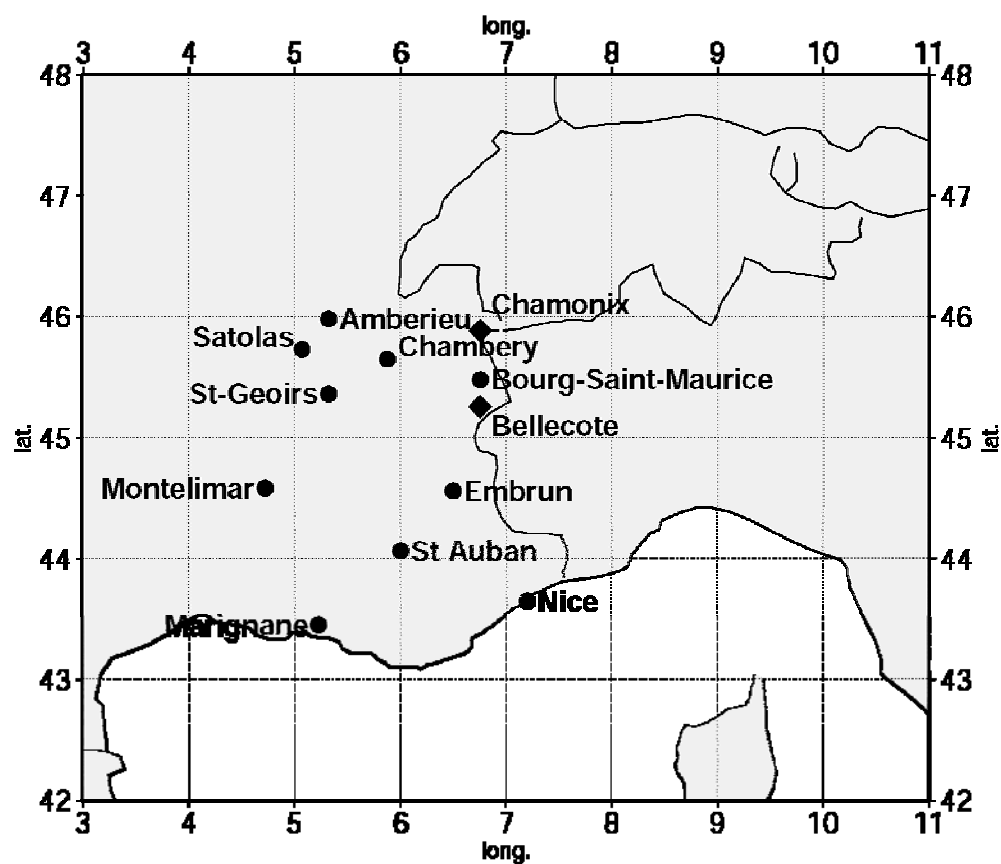 long.
3 4 5 6 7 8 9 10 11
48 48
47 47
46 46
Chamonix
Amberieu
Satolas
Chambery
Bourg-Saint-Maurice
St-Geoirs
Bellecote
45 45
lat. lat.
Montelimar
Embrun
St Auban
44 44
Nice
Marignane
43 43
42 42
3 4 5 6 7 8 9 10 11
long.